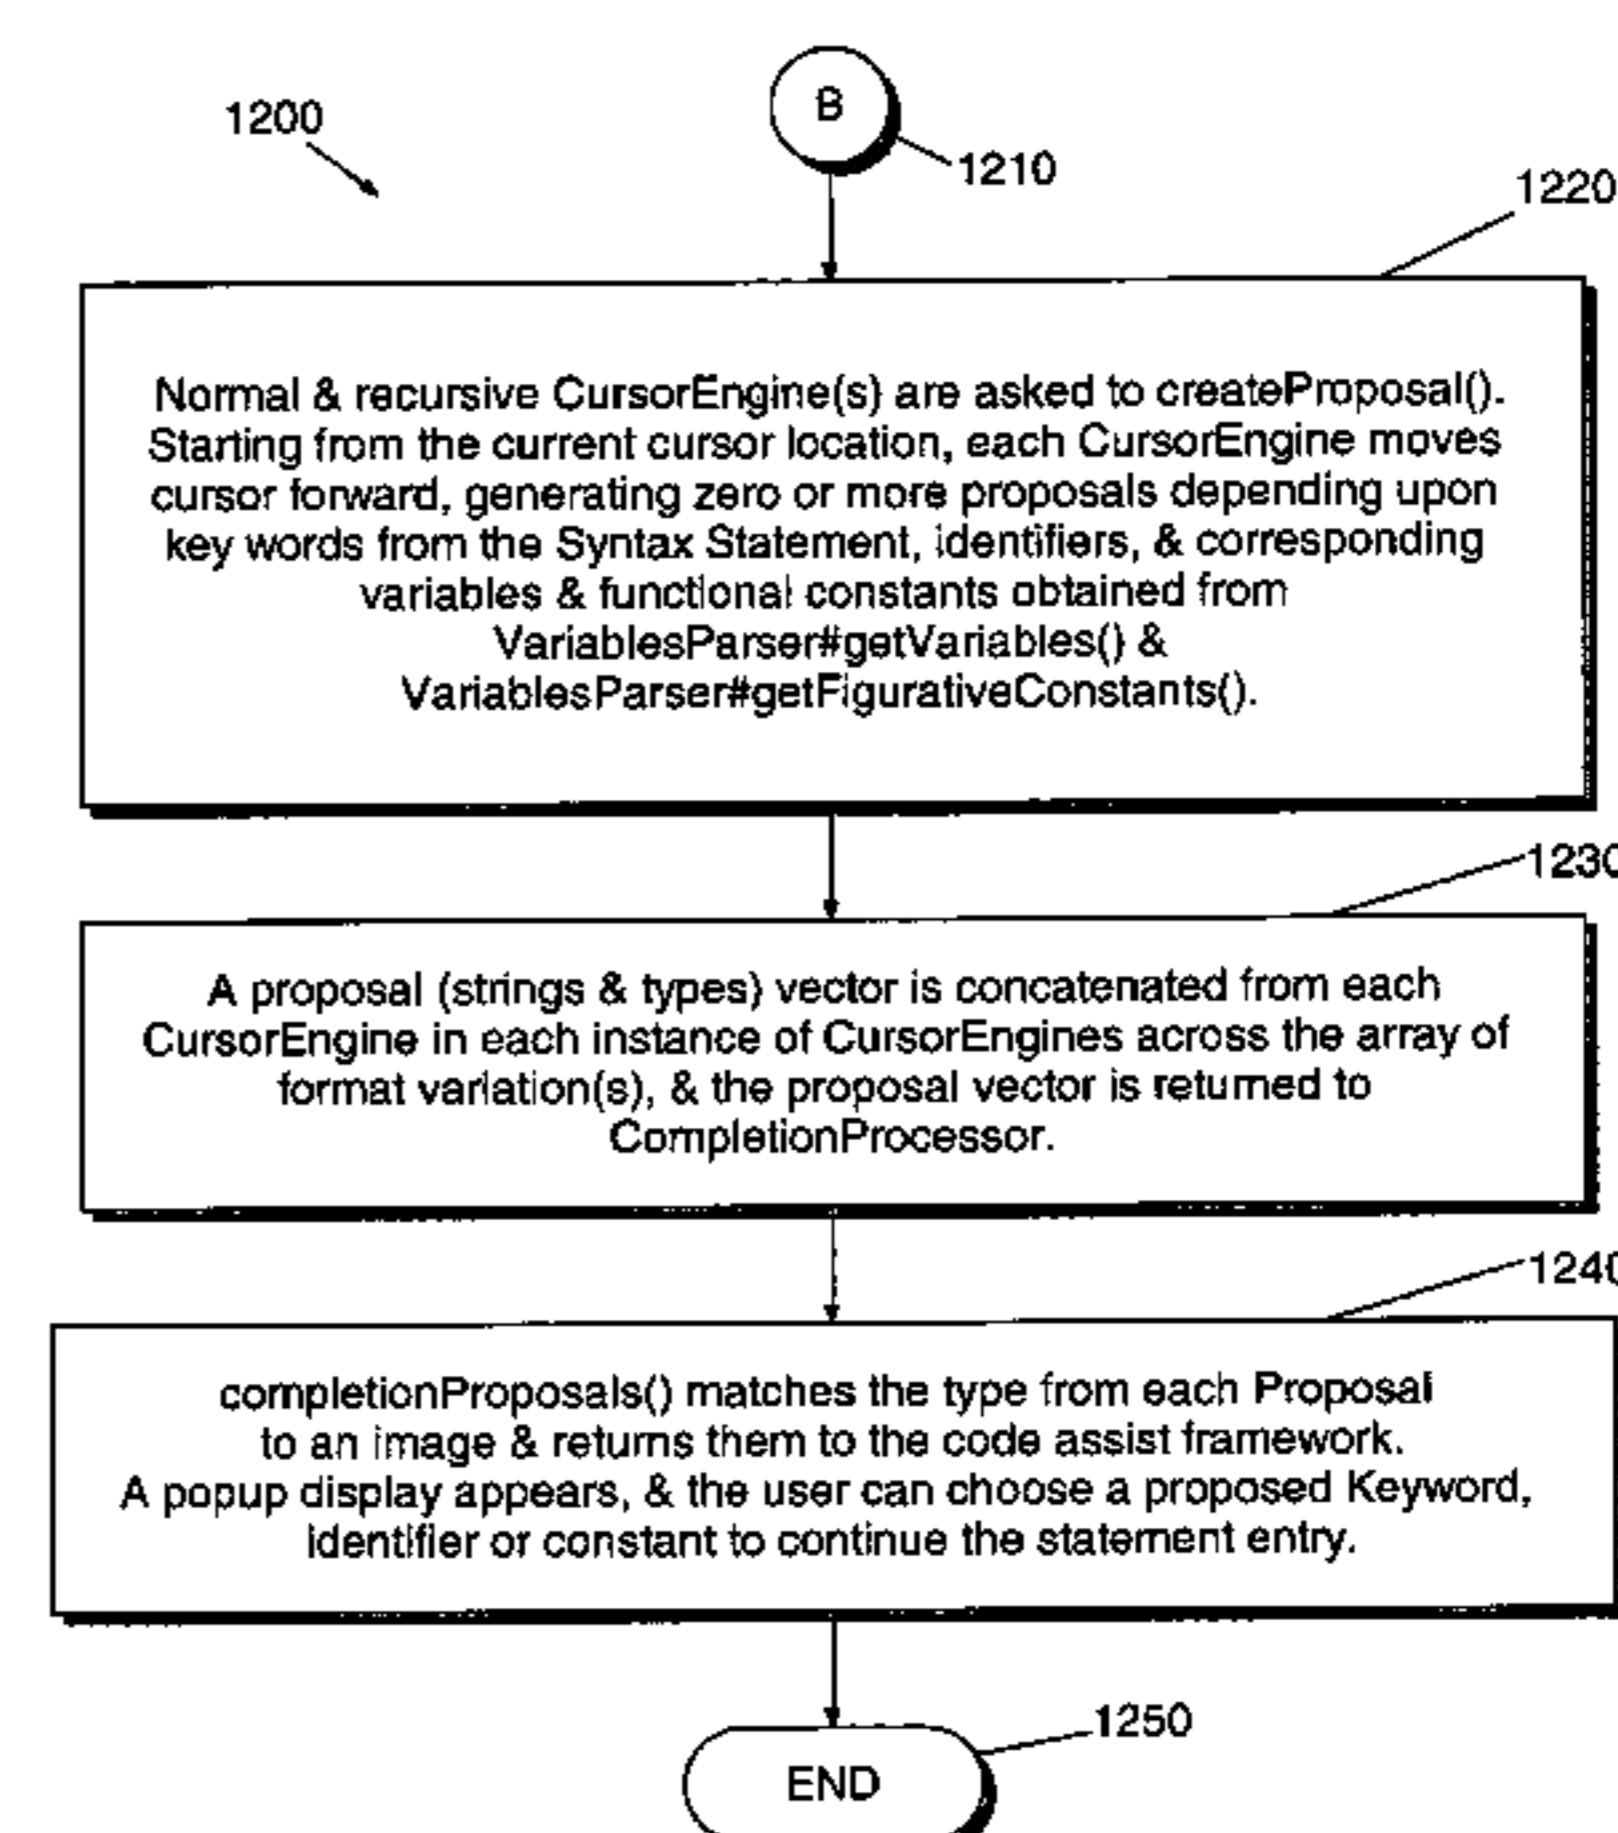 B
1200
1210
1220
Normal & recursive CursorEngine(s) are asked to createProposal().
Starting from the current cursor location, each CursorEngine moves
cursor forward, generating zero or more proposals depending upon
key words from the Syntax Statement, identifiers, & corresponding
variables & functional constants obtained from
VariablesParser#getVariables() &
VariablesParser#getFigurativeConstants().
1230
A proposal (strings & types) vector is concatenated from each
CursorEngine in each instance of CursorEngines across the array of
format variation(s), & the proposal vector is returned to
CompletionProcessor.
1240
completionProposals() matches the type from each Proposal
to an image & returns them to the code assist framework.
A popup display appears, & the user can choose a proposed Keyword,
identifier or constant to continue the statement entry.
1250
END